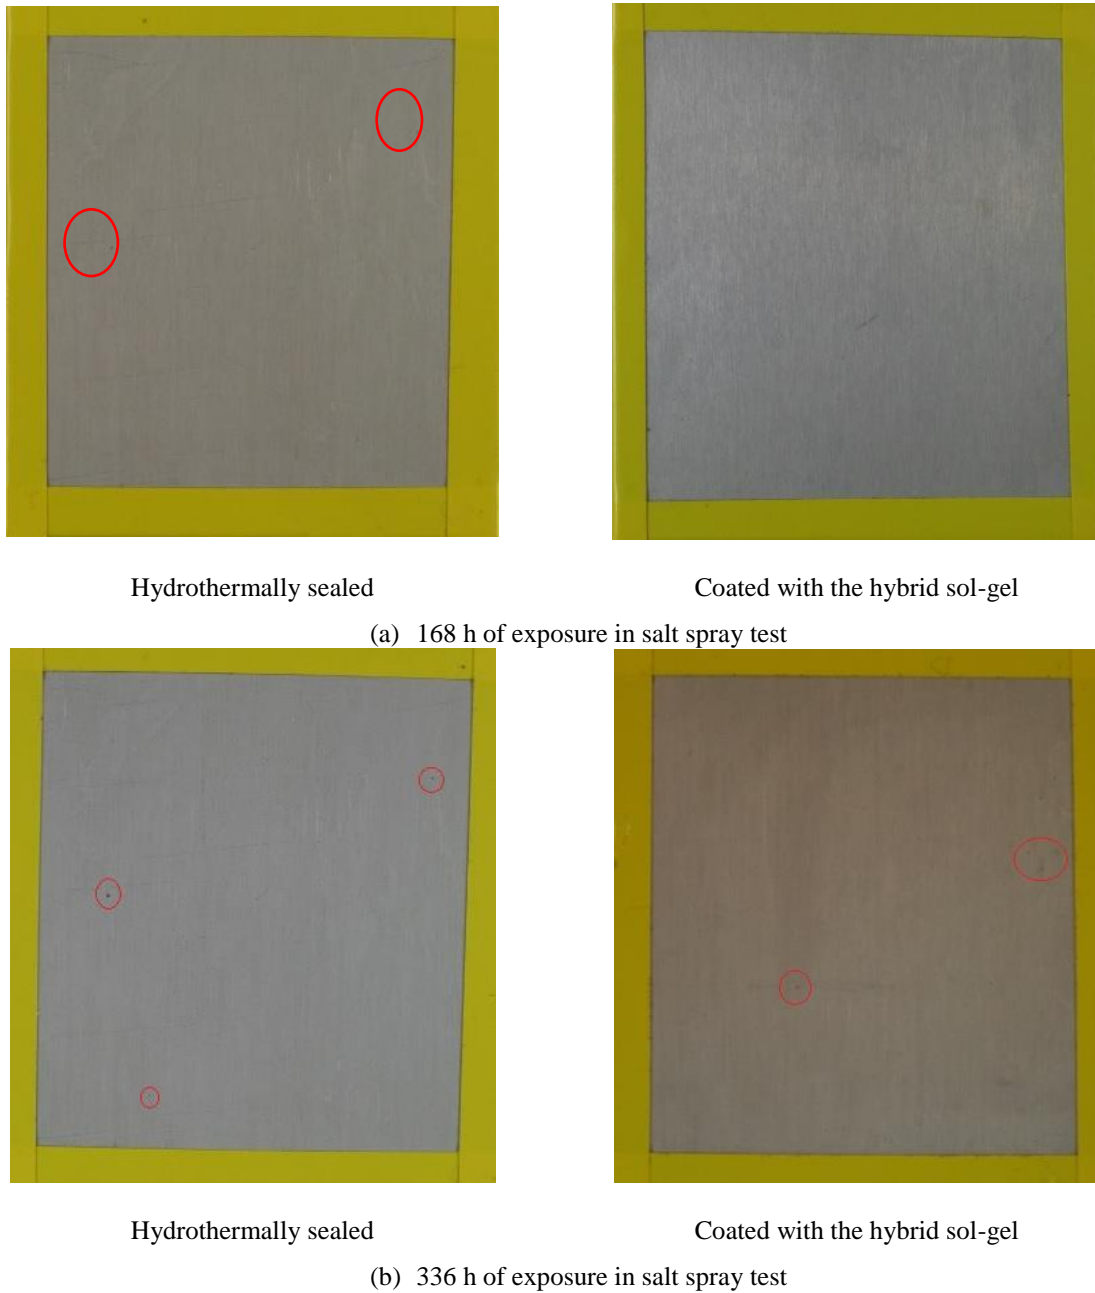 Hydrothermally sealed
Coated with the hybrid sol-gel
(a) 168 h of exposure in salt spray test
Hydrothermally sealed
Coated with the hybrid sol-gel
(b) 336 h of exposure in salt spray test